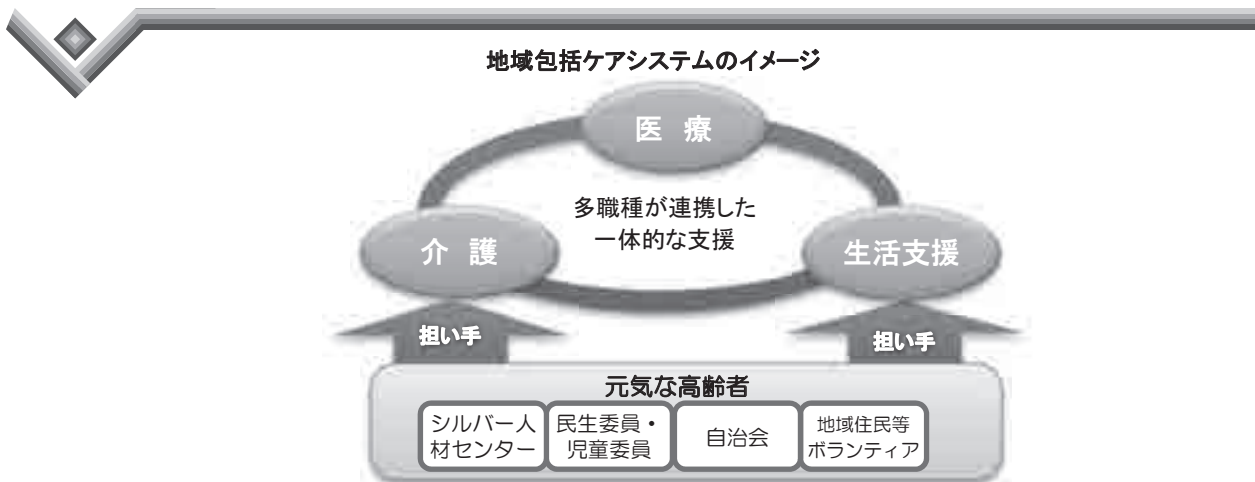 地域包括ケアシステムのイメージ
医療
多職種が連携した
一体的な支援
介護
生活支援
担い手
担い手
元気な高齢者
シルバー人
材センター
民生委員・
児童委員
自治会
地域住民等
ボランティア